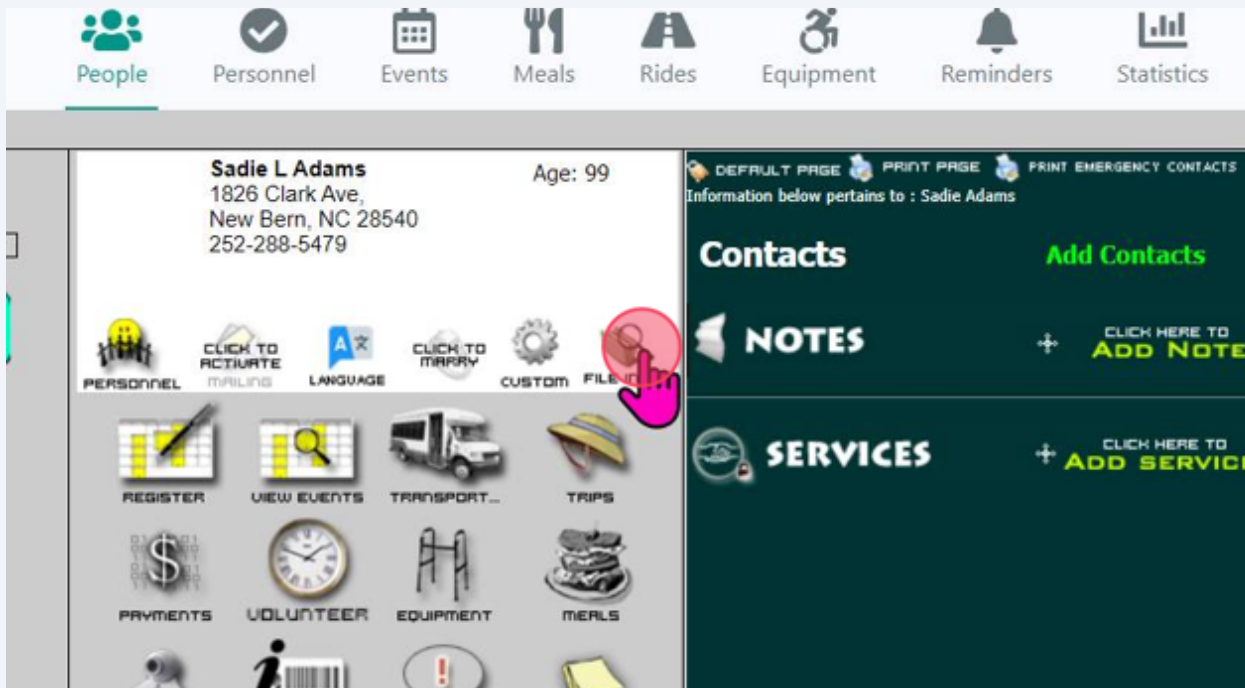 People Personnel Events Meals Rides Equipment Reminders Statistics
Sadie L Adams
Age: 99
1826 Clark Ave,
New Bern, NC 28540
252-288-5479
PERSONNEL
CLICK TO
ACTIVATE
MAILING
LANGUAGE
CLICK TO
MARRY
CUSTOM
FILE
REGISTER
VIEW EVENTS
TRANSPORT...
TRIPS
PAYMENTS
VOLUNTEER
EQUIPMENT
MEALS
DEFAULT PAGE PRINT PAGE PRINT EMERGENCY CONTACTS
Information below pertains to : Sadie Adams
Contacts
Add Contacts
NOTES
CLICK HERE TO
ADD NOTE
SERVICES
CLICK HERE TO
ADD SERVIC